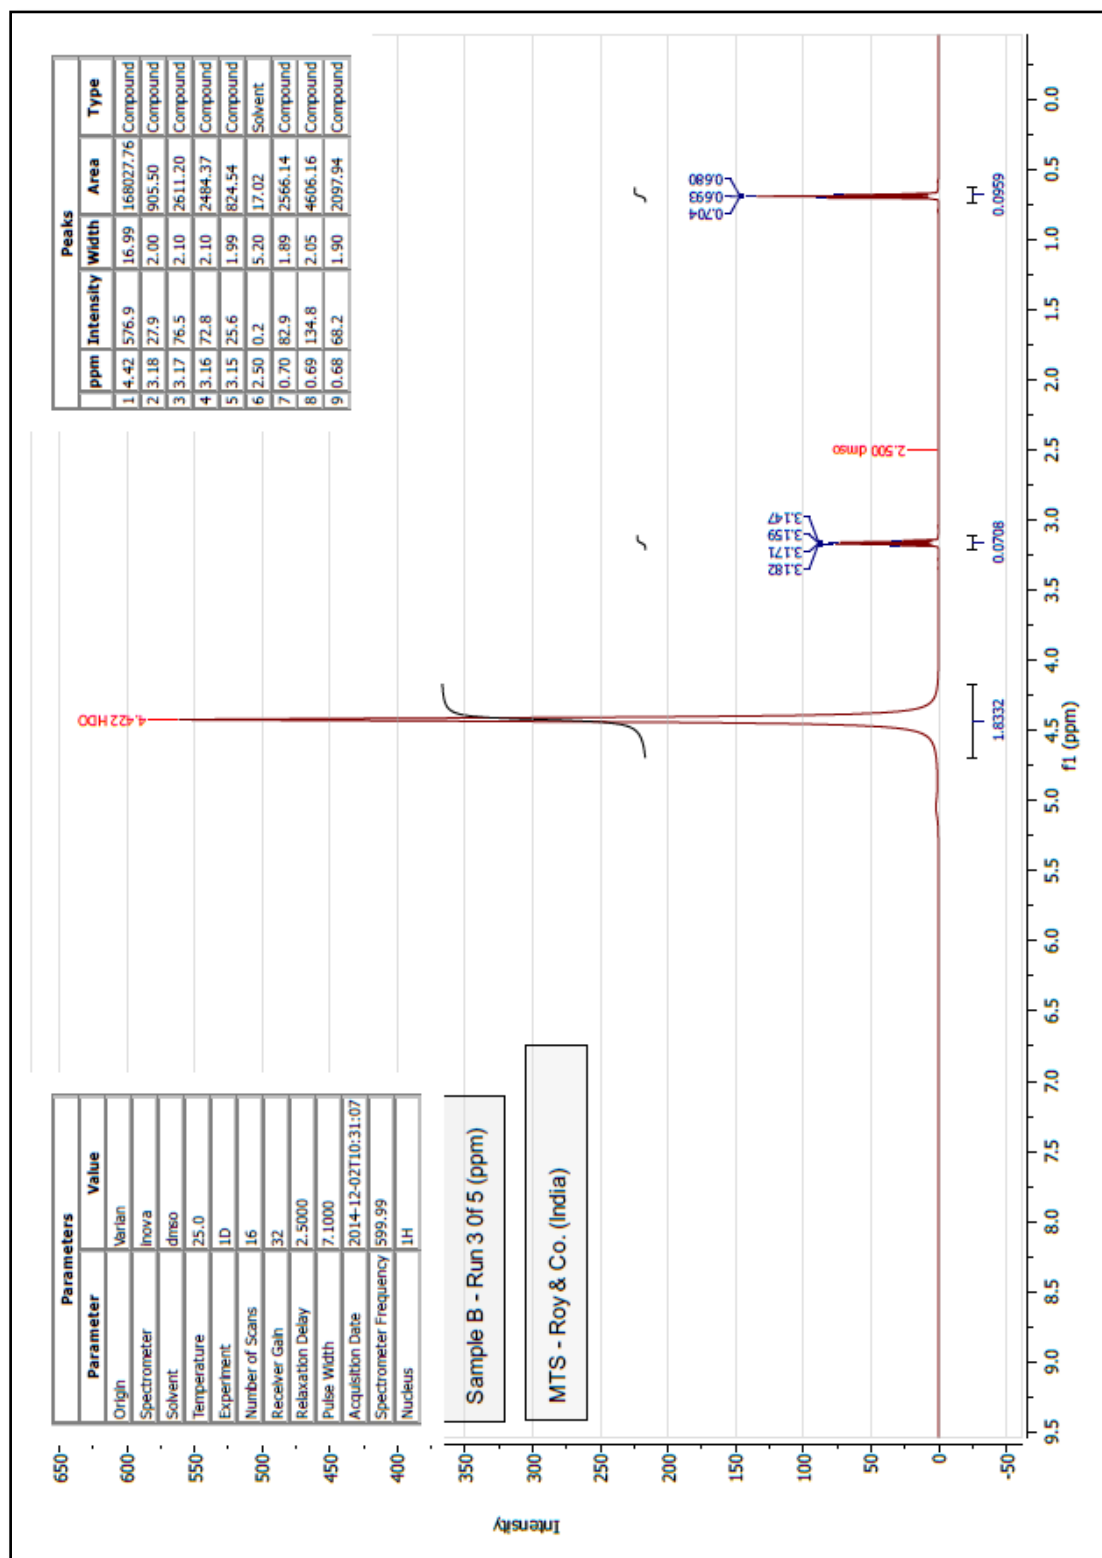 Parameters
Parameter Value
Origin Varian
Spectrometer inova
Solvent dmso
Temperature 25.0
Experiment 1D
Number of Scans 16
Receiver Gain 32
Relaxation Delay 2.5000
Pulse Width 7.1000
Acquisition Date 2014-12-02T10:31:07
Spectrometer Frequency 599.99
Nucleus 1H
Peaks
ppm Intensity Width Area Type
1 4.42 576.9 16.99 168027.76 Compound
2 3.18 27.9 2.00 905.50 Compound
3 3.17 76.5 2.10 2611.20 Compound
4 3.16 72.8 2.10 2484.37 Compound
5 3.15 25.6 1.99 824.54 Compound
6 2.50 0.2 5.20 17.02 Solvent
7 0.70 82.9 1.89 2566.14 Compound
8 0.69 134.8 2.05 4606.16 Compound
9 0.68 68.2 1.90 2097.94 Compound
Sample B - Run 3 0f 5 (ppm)
MTS - Roy & Co. (India)
4.422 HDO
3.182
3.171
3.159
3.147
2.500 dmso
0.704
0.693
0.680
650
600
550
500
450
400
350
300
250
200
150
100
50
0
-50
Intensity
1.8332
0.0708
0.0959
9.5 9.0 8.5 8.0 7.5 7.0 6.5 6.0 5.5 5.0 4.5 4.0 3.5 3.0 2.5 2.0 1.5 1.0 0.5 0.0
f1 (ppm)